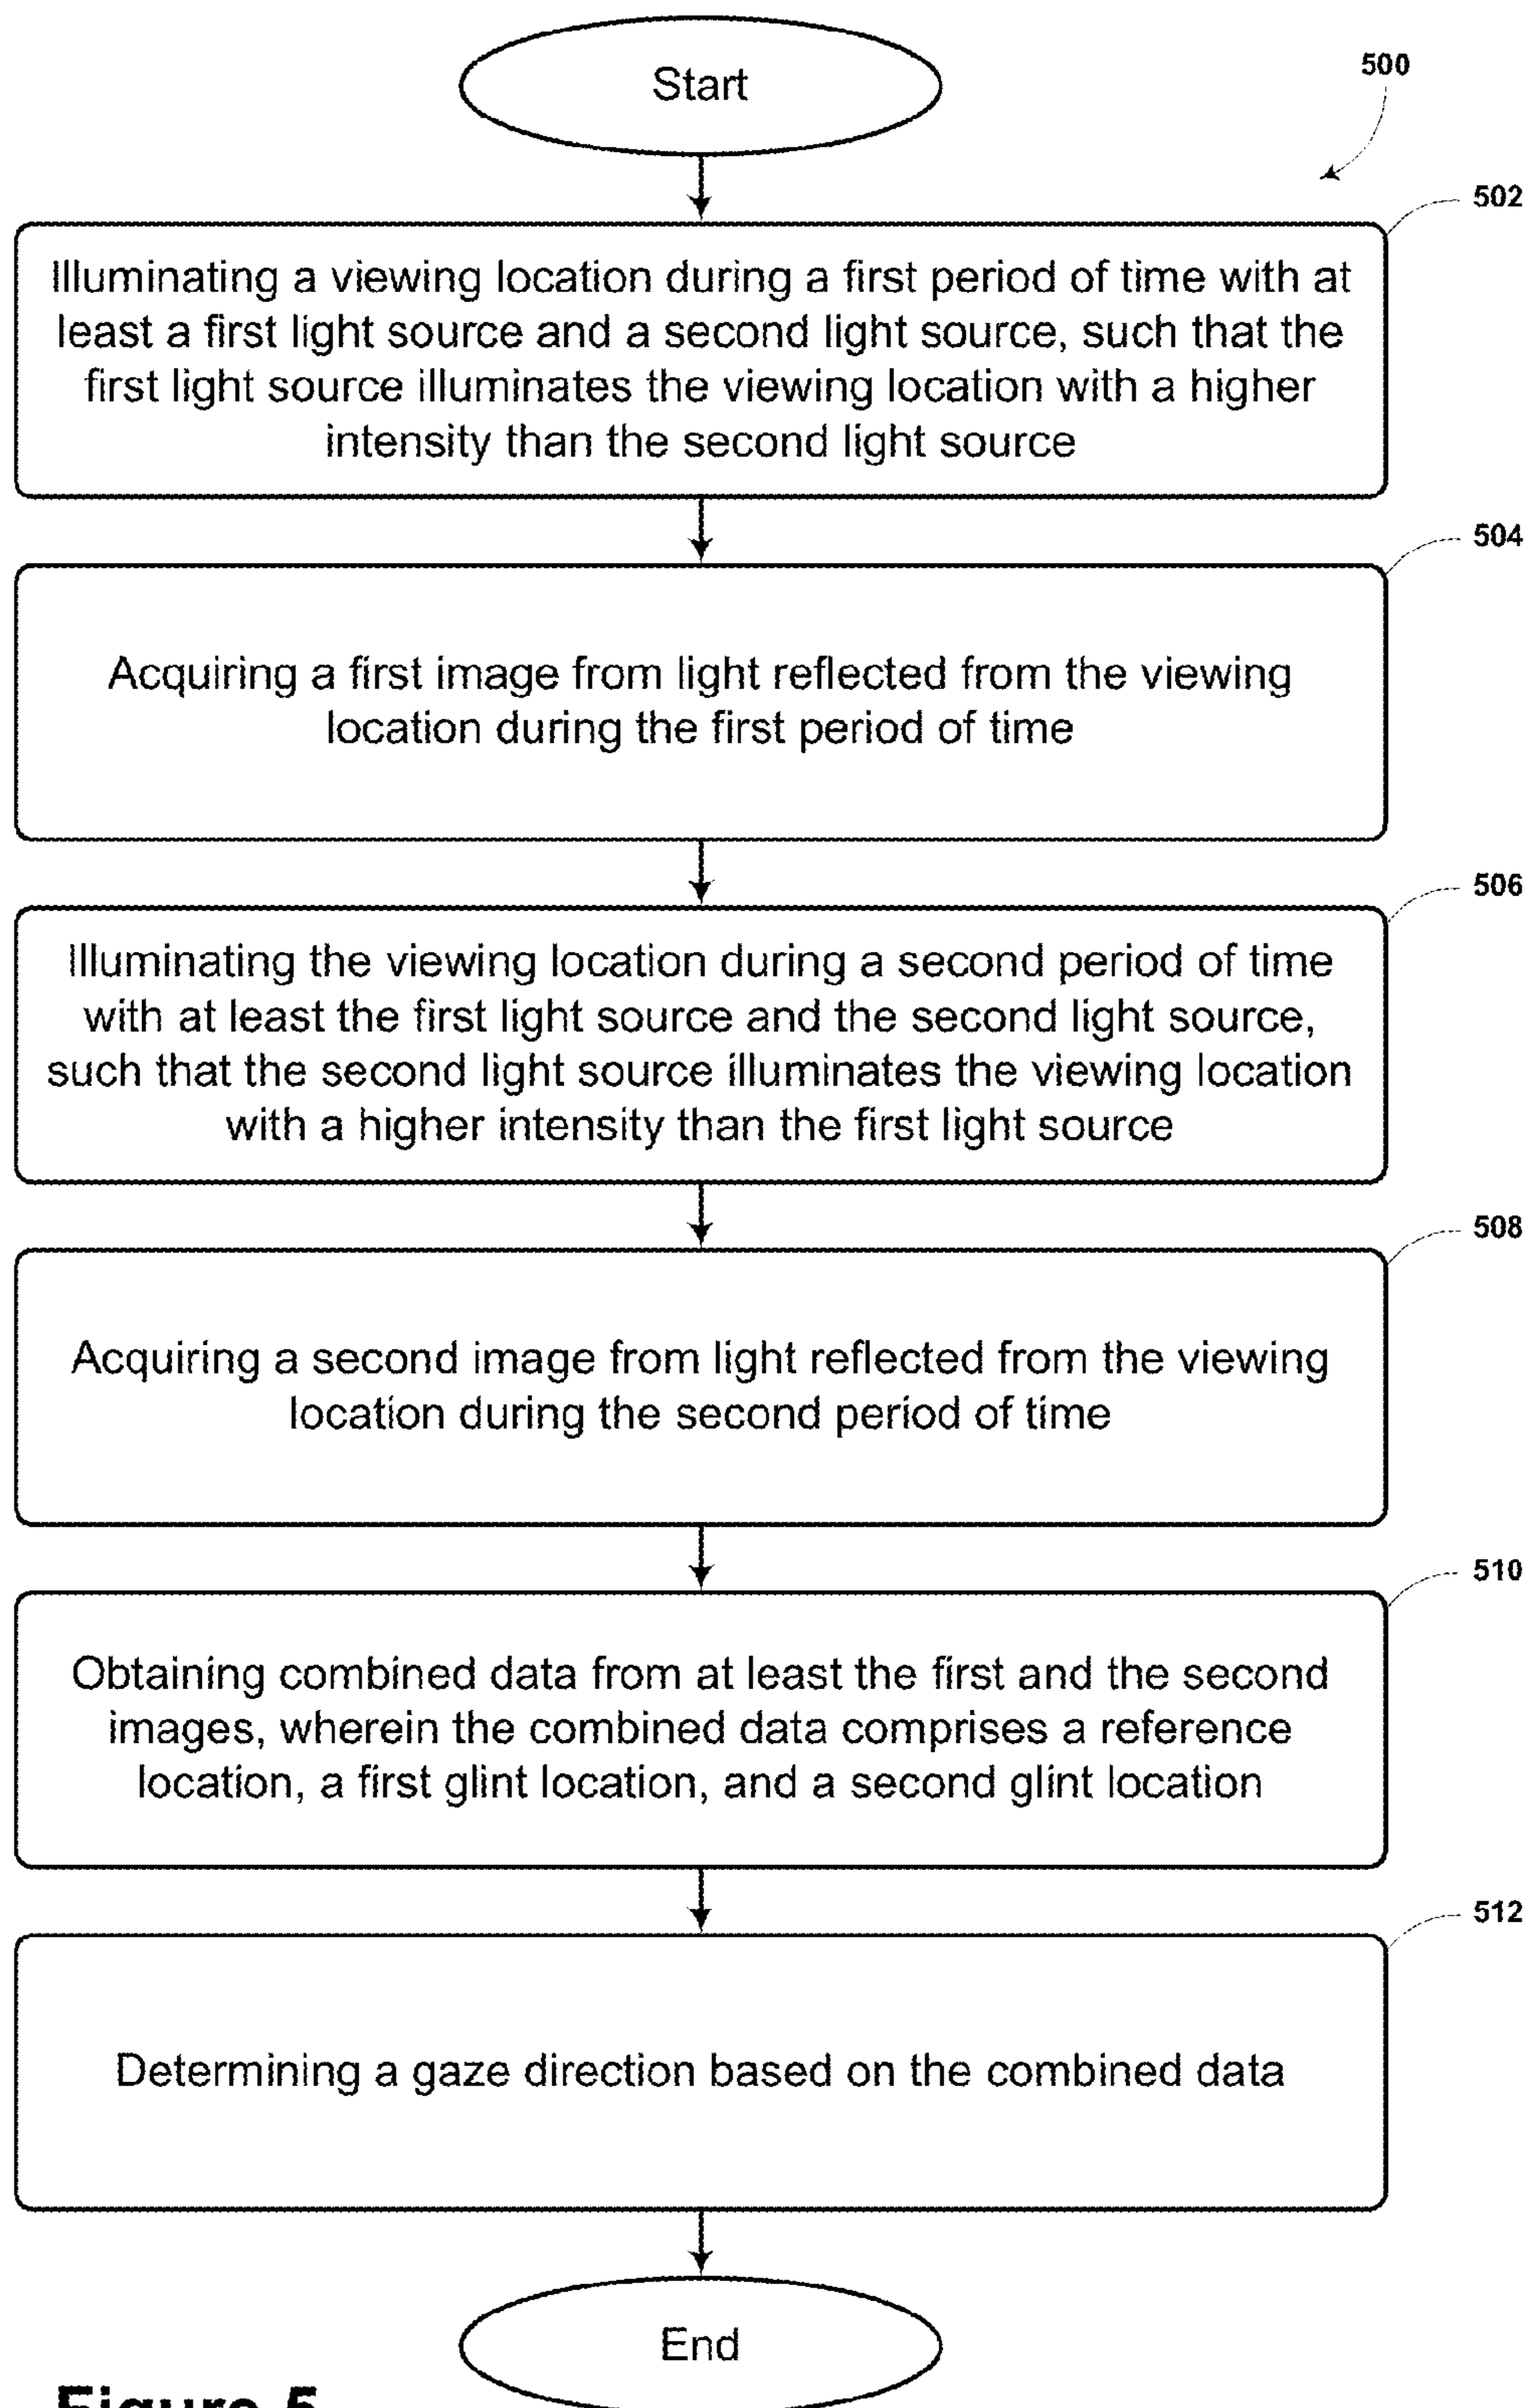 Start
500
502
Illuminating a viewing location during a first period of time with at
least a first light source and a second light source, such that the
first light source illuminates the viewing location with a higher
intensity than the second light source
504
Acquiring a first image from light reflected from the viewing
location during the first period of time
506
Illuminating the viewing location during a second period of time
with at least the first light source and the second light source,
such that the second light source illuminates the viewing location
with a higher intensity than the first light source
508
Acquiring a second image from light reflected from the viewing
location during the second period of time
510
Obtaining combined data from at least the first and the second
images, wherein the combined data comprises a reference
location, a first glint location, and a second glint location
512
Determining a gaze direction based on the combined data
End
Figure 5